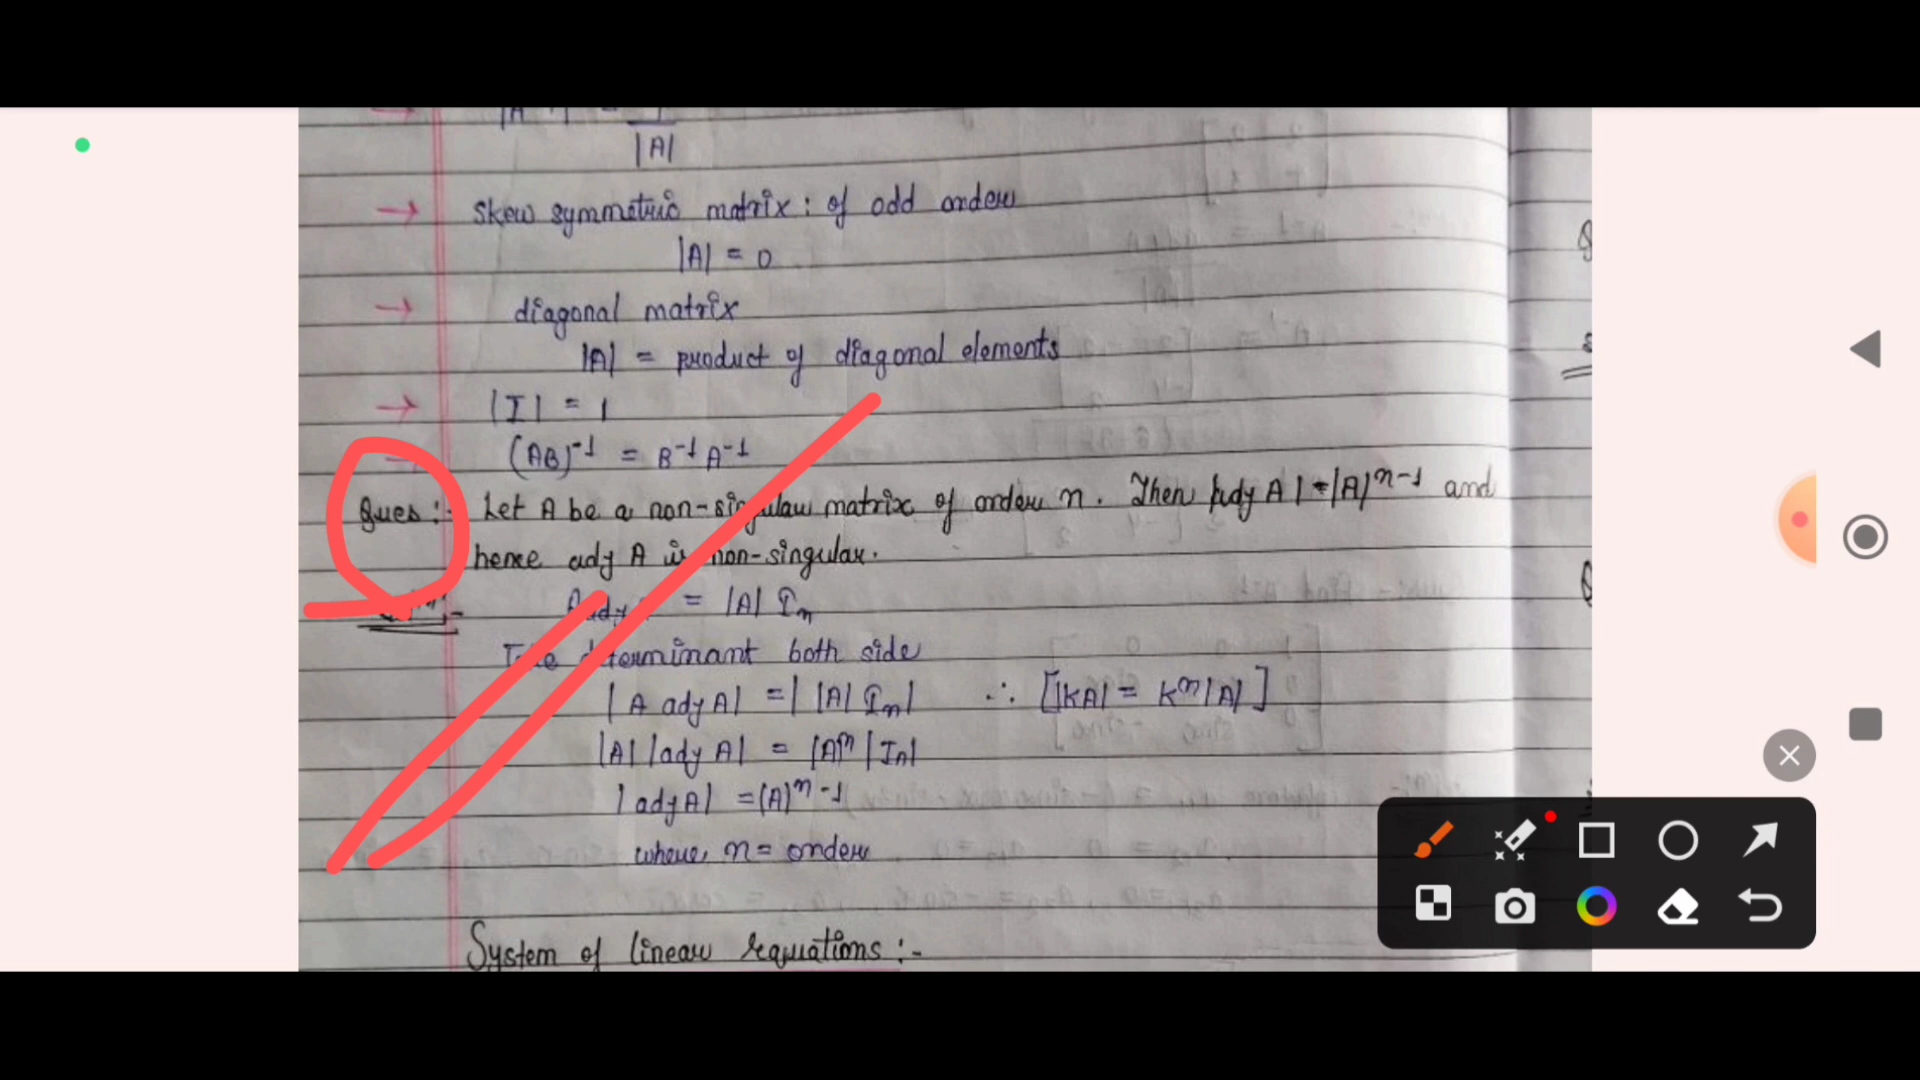 |A|
→ Skew symmetric matrix : of odd order
|A| = 0
→ diagonal matrix
|A| = product of diagonal elements
→ |I| = 1
→ (AB)⁻¹ = B⁻¹ A⁻¹
Ques :- Let A be a non-singular matrix of order n. Then |adj A| = |A|ⁿ⁻¹ and
hence adj A is non-singular.
= |A| Iₙ
Take determinant both side
| A adj A| = | |A| Iₙ| ∴ [|KA| = Kⁿ |A| ]
|A| |adj A| = |A|ⁿ |Iₙ|
| adj A| = (A)ⁿ⁻¹
where, n = order
System of linear equations :-